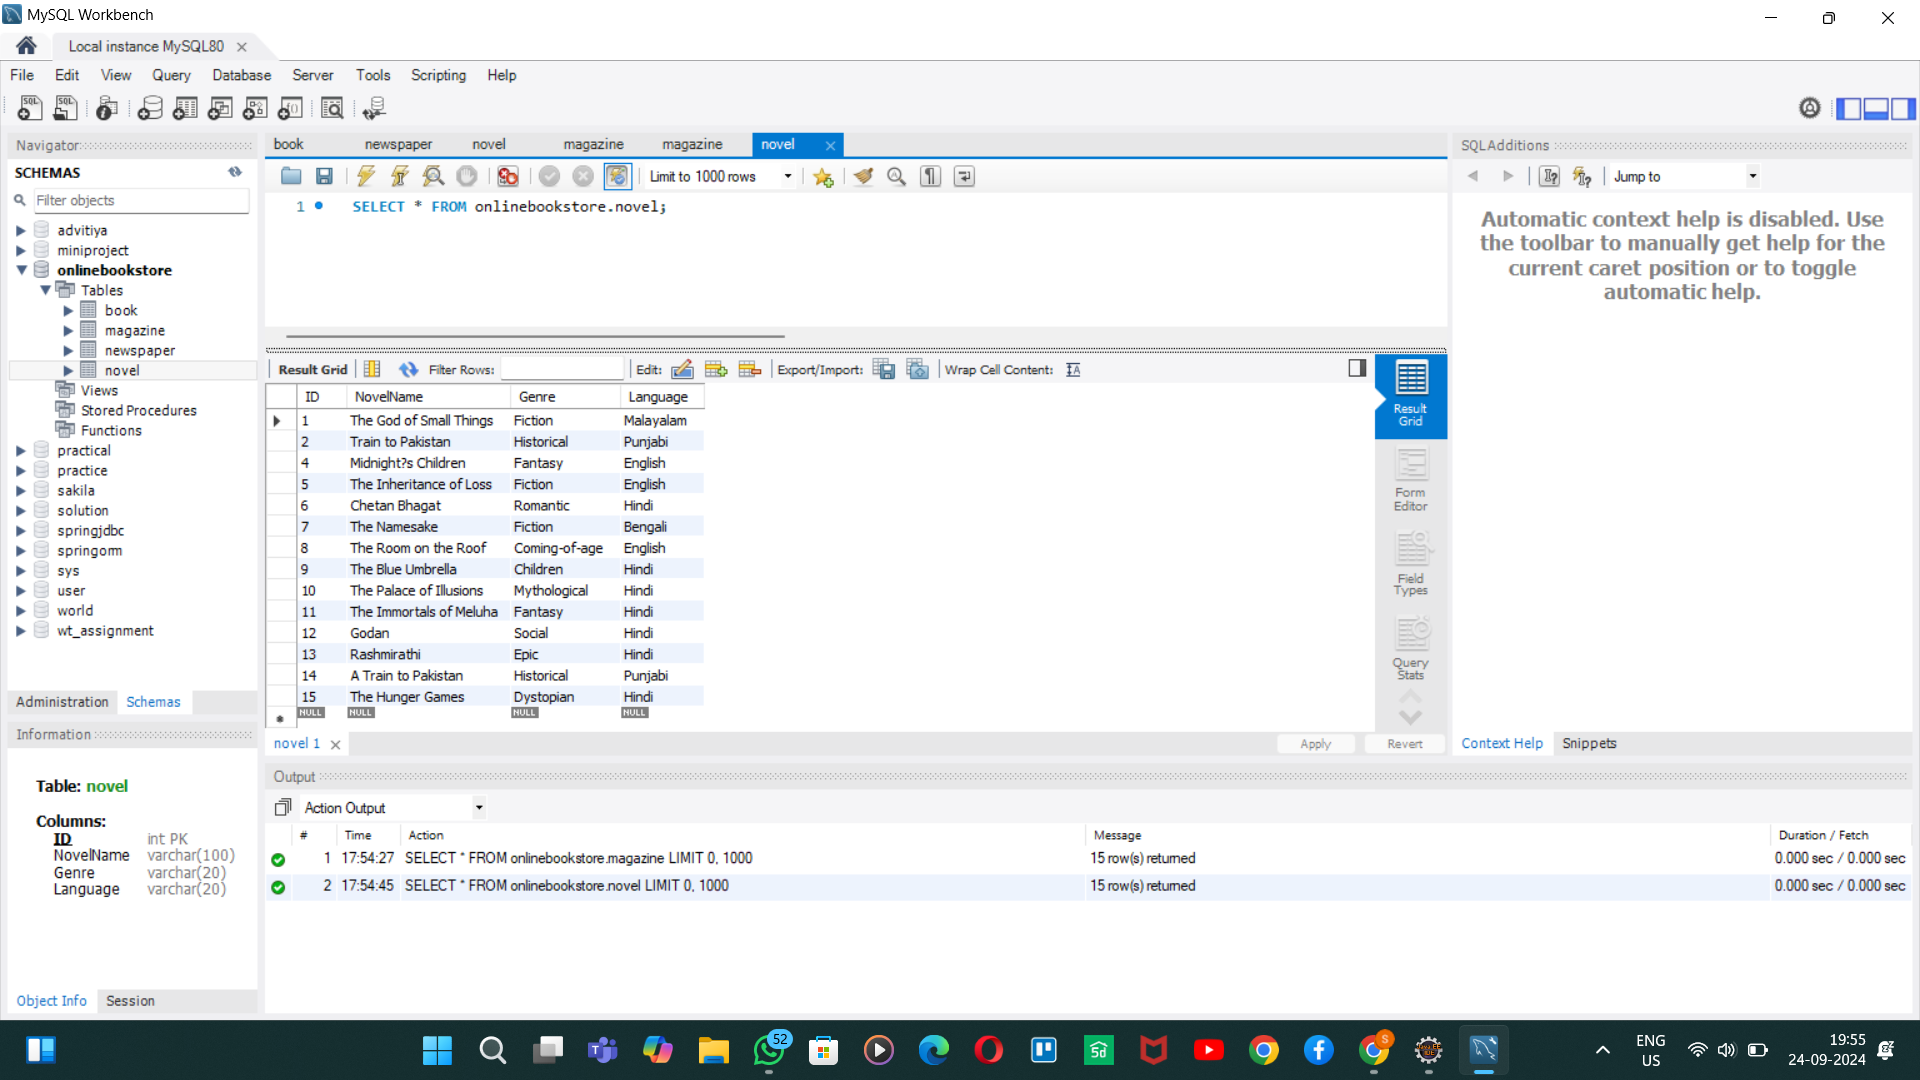 MySQL Workbench
Local instance MySQL80
File Edit View Query Database Server Tools Scripting Help
Navigator
SCHEMAS
Filter objects
advitiya
miniproject
onlinebookstore
Tables
book
magazine
newspaper
novel
Views
Stored Procedures
Functions
practical
practice
sakila
solution
springjdbc
springorm
sys
user
world
wt_assignment
Administration Schemas
Information
Table: novel
Columns:
ID int PK
NovelName varchar(100)
Genre varchar(20)
Language varchar(20)
Object Info Session
book newspaper novel magazine magazine novel
Limit to 1000 rows
1 SELECT * FROM onlinebookstore.novel;
Result Grid Filter Rows: Edit: Export/Import: Wrap Cell Content:
ID NovelName Genre Language
1 The God of Small Things Fiction Malayalam
2 Train to Pakistan Historical Punjabi
4 Midnight?s Children Fantasy English
5 The Inheritance of Loss Fiction English
6 Chetan Bhagat Romantic Hindi
7 The Namesake Fiction Bengali
8 The Room on the Roof Coming-of-age English
9 The Blue Umbrella Children Hindi
10 The Palace of Illusions Mythological Hindi
11 The Immortals of Meluha Fantasy Hindi
12 Godan Social Hindi
13 Rashmirathi Epic Hindi
14 A Train to Pakistan Historical Punjabi
15 The Hunger Games Dystopian Hindi
NULL NULL NULL NULL
Result
Grid
Form
Editor
Field
Types
Query
Stats
novel 1 Apply Revert
SQLAdditions
Jump to
Automatic context help is disabled. Use
the toolbar to manually get help for the
current caret position or to toggle
automatic help.
Context Help Snippets
Output
Action Output
# Time Action Message Duration / Fetch
1 17:54:27 SELECT * FROM onlinebookstore.magazine LIMIT 0, 1000 15 row(s) returned 0.000 sec / 0.000 sec
2 17:54:45 SELECT * FROM onlinebookstore.novel LIMIT 0, 1000 15 row(s) returned 0.000 sec / 0.000 sec
52
ENG
US
19:55
24-09-2024